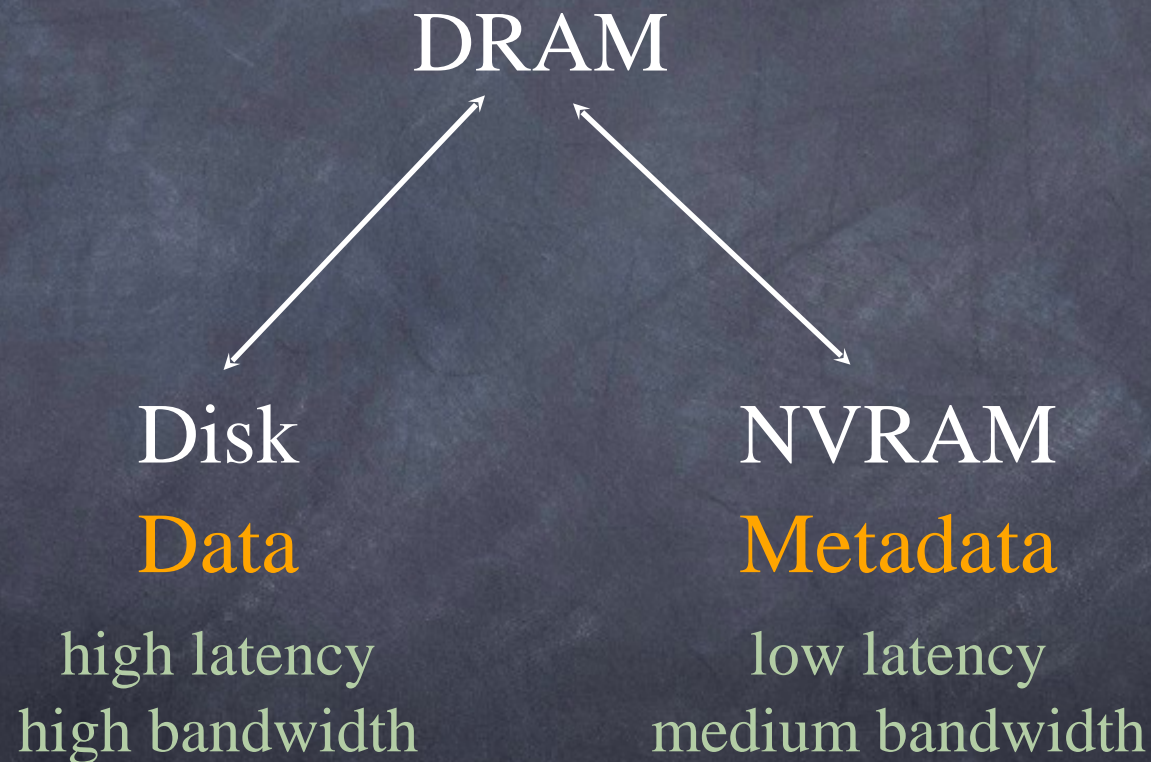 DRAM
Disk
Data
high latency
high bandwidth
NVRAM
Metadata
low latency
medium bandwidth